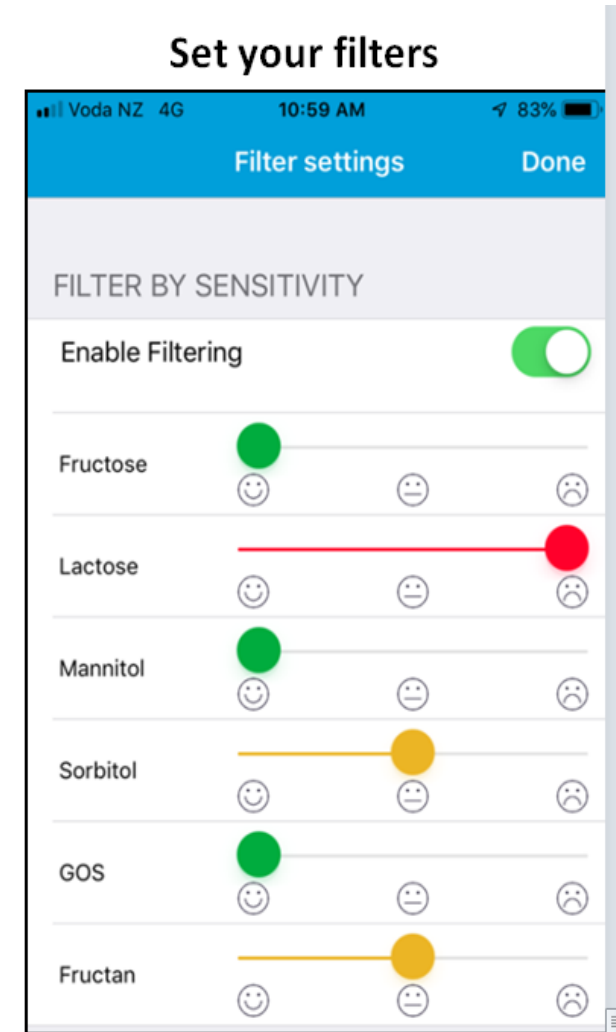 Set your filters
Voda NZ 4G 10:59 AM 83%
Filter settings Done
FILTER BY SENSITIVITY
Enable Filtering
Fructose
Lactose
Mannitol
Sorbitol
GOS
Fructan